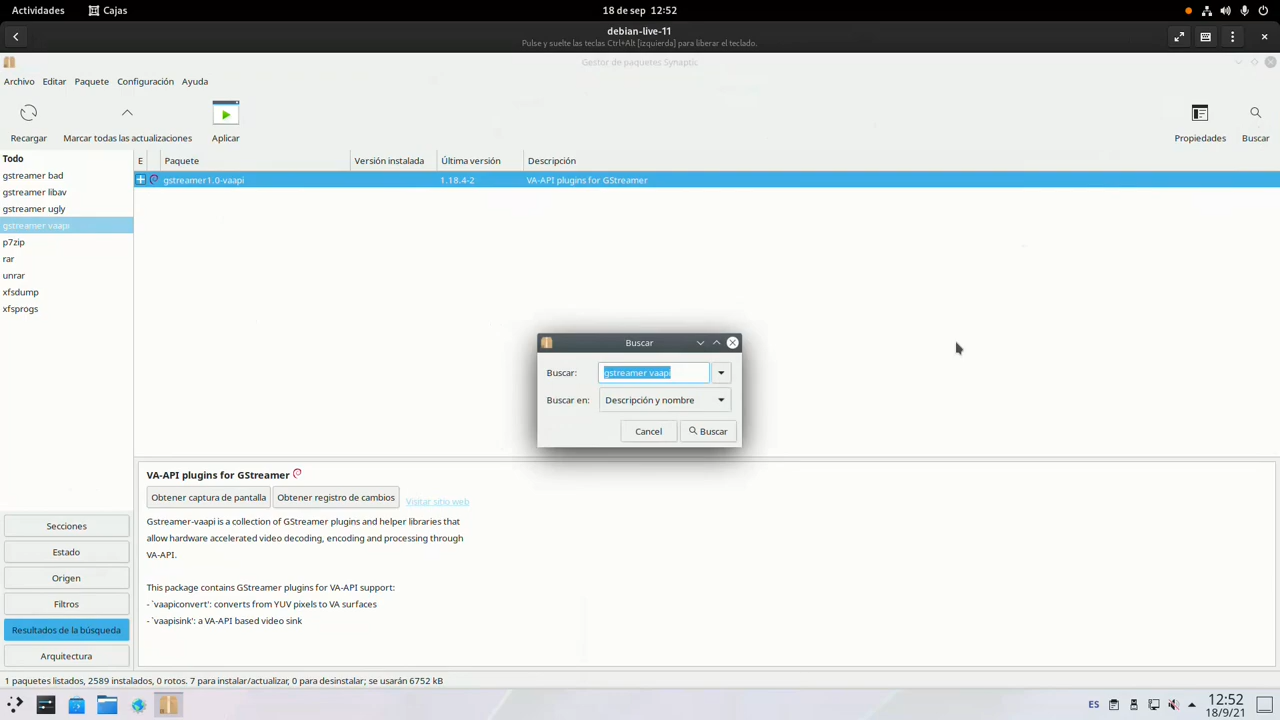 Actividades Cajas 18 de sep 12:52
debian-live-11
Pulse y suelte las teclas Ctrl+Alt [izquierda] para liberar el teclado.
Gestor de paquetes Synaptic
Archivo Editar Paquete Configuración Ayuda
Recargar Marcar todas las actualizaciones Aplicar Propiedades Buscar
Todo
gstreamer bad
gstreamer libav
gstreamer ugly
gstreamer vaapi
p7zip
rar
unrar
xfsdump
xfsprogs
E Paquete Versión instalada Última versión Descripción
gstreamer1.0-vaapi 1.18.4-2 VA-API plugins for GStreamer
Buscar
Buscar: gstreamer vaapi
Buscar en: Descripción y nombre
Cancel Buscar
VA-API plugins for GStreamer
Obtener captura de pantalla Obtener registro de cambios Visitar sitio web
Gstreamer-vaapi is a collection of GStreamer plugins and helper libraries that
allow hardware accelerated video decoding, encoding and processing through
VA-API.
This package contains GStreamer plugins for VA-API support:
- `vaapiconvert': converts from YUV pixels to VA surfaces
- `vaapisink': a VA-API based video sink
Secciones
Estado
Origen
Filtros
Resultados de la búsqueda
Arquitectura
1 paquetes listados, 2589 instalados, 0 rotos. 7 para instalar/actualizar, 0 para desinstalar; se usarán 6752 kB
ES 12:52
18/9/21